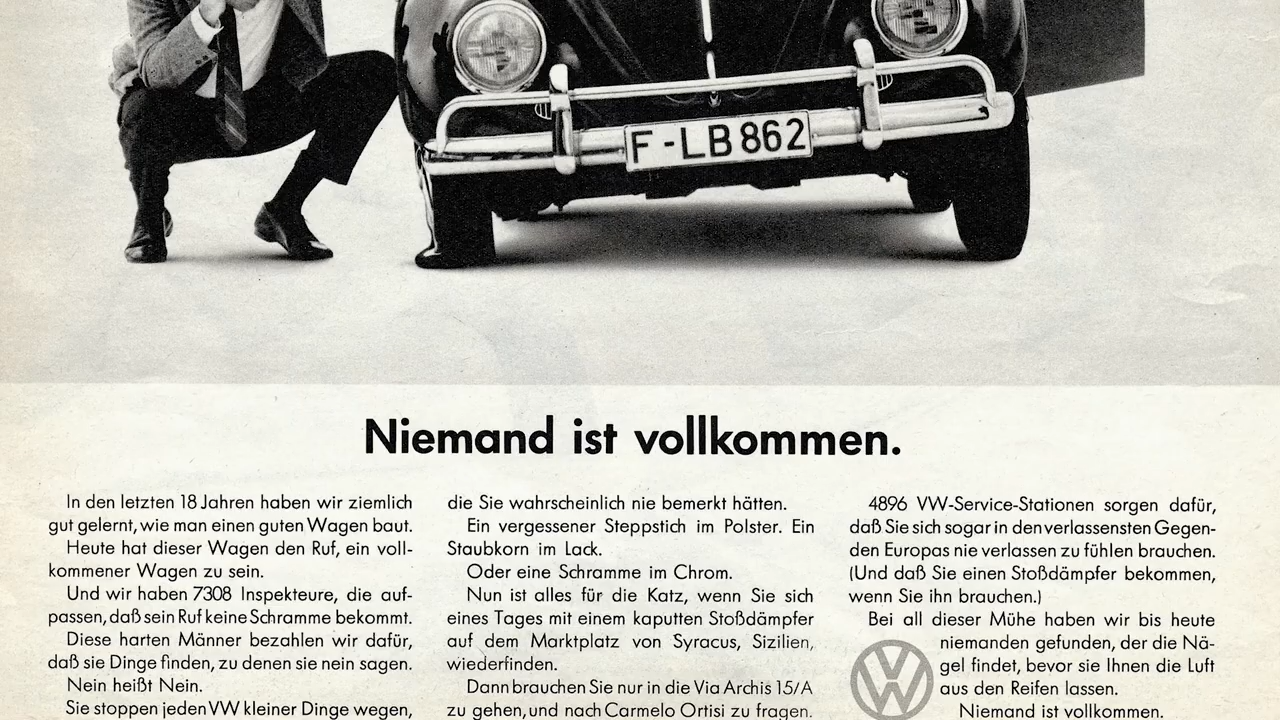 F-LB 862
Niemand ist vollkommen.
In den letzten 18 Jahren haben wir ziemlich
gut gelernt, wie man einen guten Wagen baut.
Heute hat dieser Wagen den Ruf, ein voll-
kommener Wagen zu sein.
Und wir haben 7308 Inspekteure, die auf-
passen, daß sein Ruf keine Schramme bekommt.
Diese harten Männer bezahlen wir dafür,
daß sie Dinge finden, zu denen sie nein sagen.
Nein heißt Nein.
Sie stoppen jeden VW kleiner Dinge wegen,
die Sie wahrscheinlich nie bemerkt hätten.
Ein vergessener Steppstich im Polster. Ein
Staubkorn im Lack.
Oder eine Schramme im Chrom.
Nun ist alles für die Katz, wenn Sie sich
eines Tages mit einem kaputten Stoßdämpfer
auf dem Marktplatz von Syracus, Sizilien,
wiederfinden.
Dann brauchen Sie nur in die Via Archis 15/A
zu gehen, und nach Carmelo Ortisi zu fragen.
4896 VW-Service-Stationen sorgen dafür,
daß Sie sich sogar in den verlassensten Gegen-
den Europas nie verlassen zu fühlen brauchen.
(Und daß Sie einen Stoßdämpfer bekommen,
wenn Sie ihn brauchen.)
Bei all dieser Mühe haben wir bis heute
niemanden gefunden, der die Nä-
gel findet, bevor sie Ihnen die Luft
aus den Reifen lassen.
Niemand ist vollkommen.
VW